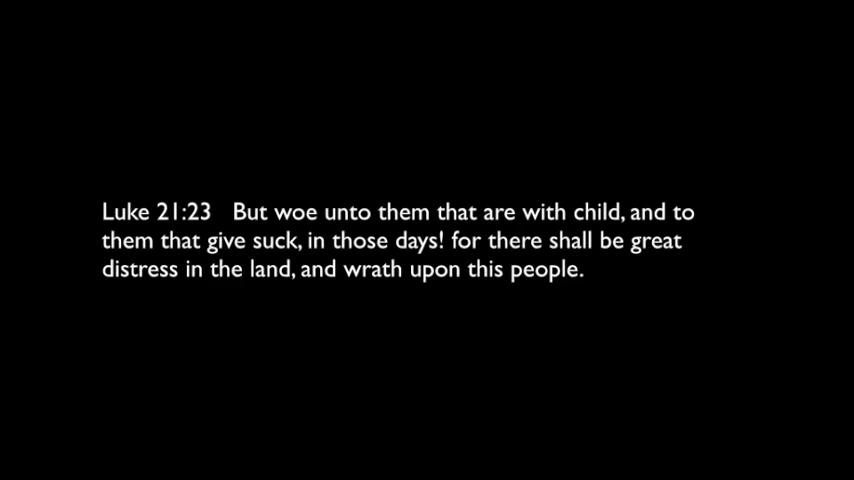 Luke 21:23 But woe unto them that are with child, and to
them that give suck, in those days! for there shall be great
distress in the land, and wrath upon this people.